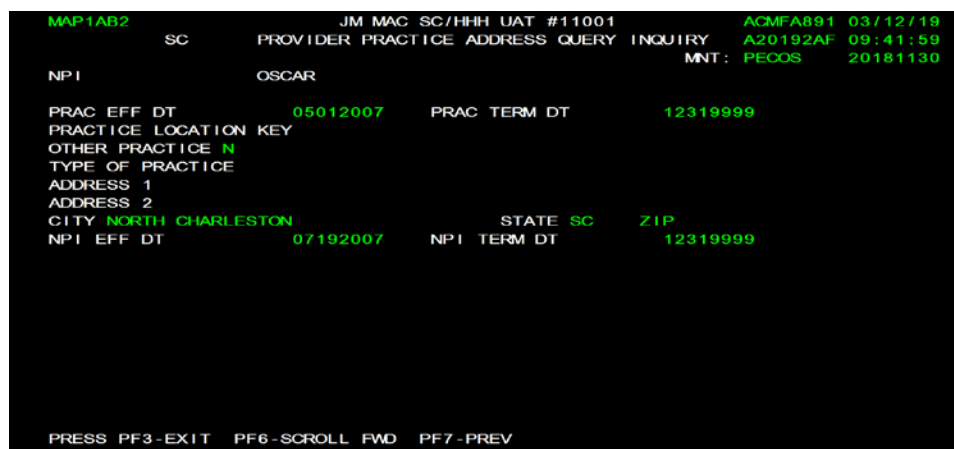 MAP1AB2 JM MAC SC/HHH UAT #11001 ACMFA891 03/12/19
SC PROVIDER PRACTICE ADDRESS QUERY INQUIRY A20192AF 09:41:59
MNT: PECOS 20181130
NPI OSCAR
PRAC EFF DT 05012007 PRAC TERM DT 12319999
PRACTICE LOCATION KEY
OTHER PRACTICE N
TYPE OF PRACTICE
ADDRESS 1
ADDRESS 2
CITY NORTH CHARLESTON STATE SC ZIP
NPI EFF DT 07192007 NPI TERM DT 12319999
PRESS PF3-EXIT PF6-SCROLL FWD PF7-PREV